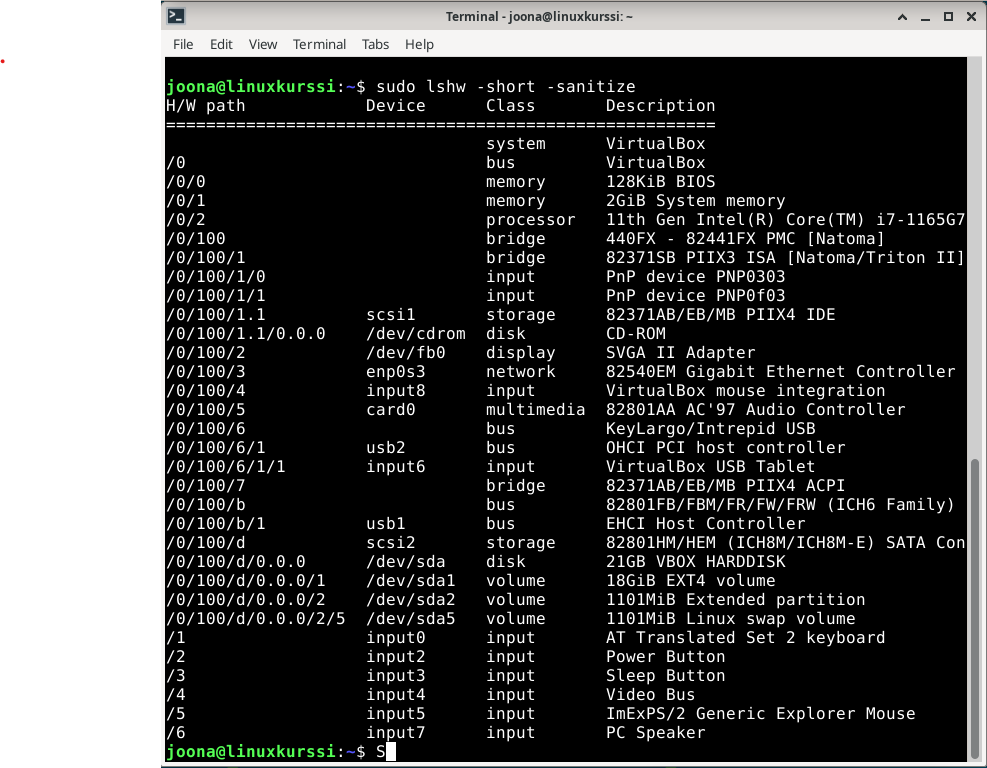 Terminal - joona@linuxkurssi: ~
File Edit View Terminal Tabs Help
joona@linuxkurssi:~$ sudo lshw -short -sanitize
H/W path            Device      Class       Description
=======================================================
                                system      VirtualBox
/0                              bus         VirtualBox
/0/0                            memory      128KiB BIOS
/0/1                            memory      2GiB System memory
/0/2                            processor   11th Gen Intel(R) Core(TM) i7-1165G7
/0/100                          bridge      440FX - 82441FX PMC [Natoma]
/0/100/1                        bridge      82371SB PIIX3 ISA [Natoma/Triton II]
/0/100/1/0                      input       PnP device PNP0303
/0/100/1/1                      input       PnP device PNP0f03
/0/100/1.1          scsi1       storage     82371AB/EB/MB PIIX4 IDE
/0/100/1.1/0.0.0    /dev/cdrom  disk        CD-ROM
/0/100/2            /dev/fb0    display     SVGA II Adapter
/0/100/3            enp0s3      network     82540EM Gigabit Ethernet Controller
/0/100/4            input8      input       VirtualBox mouse integration
/0/100/5            card0       multimedia  82801AA AC'97 Audio Controller
/0/100/6                        bus         KeyLargo/Intrepid USB
/0/100/6/1          usb2        bus         OHCI PCI host controller
/0/100/6/1/1        input6      input       VirtualBox USB Tablet
/0/100/7                        bridge      82371AB/EB/MB PIIX4 ACPI
/0/100/b                        bus         82801FB/FBM/FR/FW/FRW (ICH6 Family)
/0/100/b/1          usb1        bus         EHCI Host Controller
/0/100/d            scsi2       storage     82801HM/HEM (ICH8M/ICH8M-E) SATA Con
/0/100/d/0.0.0      /dev/sda    disk        21GB VBOX HARDDISK
/0/100/d/0.0.0/1    /dev/sda1   volume      18GiB EXT4 volume
/0/100/d/0.0.0/2    /dev/sda2   volume      1101MiB Extended partition
/0/100/d/0.0.0/2/5  /dev/sda5   volume      1101MiB Linux swap volume
/1                  input0      input       AT Translated Set 2 keyboard
/2                  input2      input       Power Button
/3                  input3      input       Sleep Button
/4                  input4      input       Video Bus
/5                  input5      input       ImExPS/2 Generic Explorer Mouse
/6                  input7      input       PC Speaker
joona@linuxkurssi:~$ S